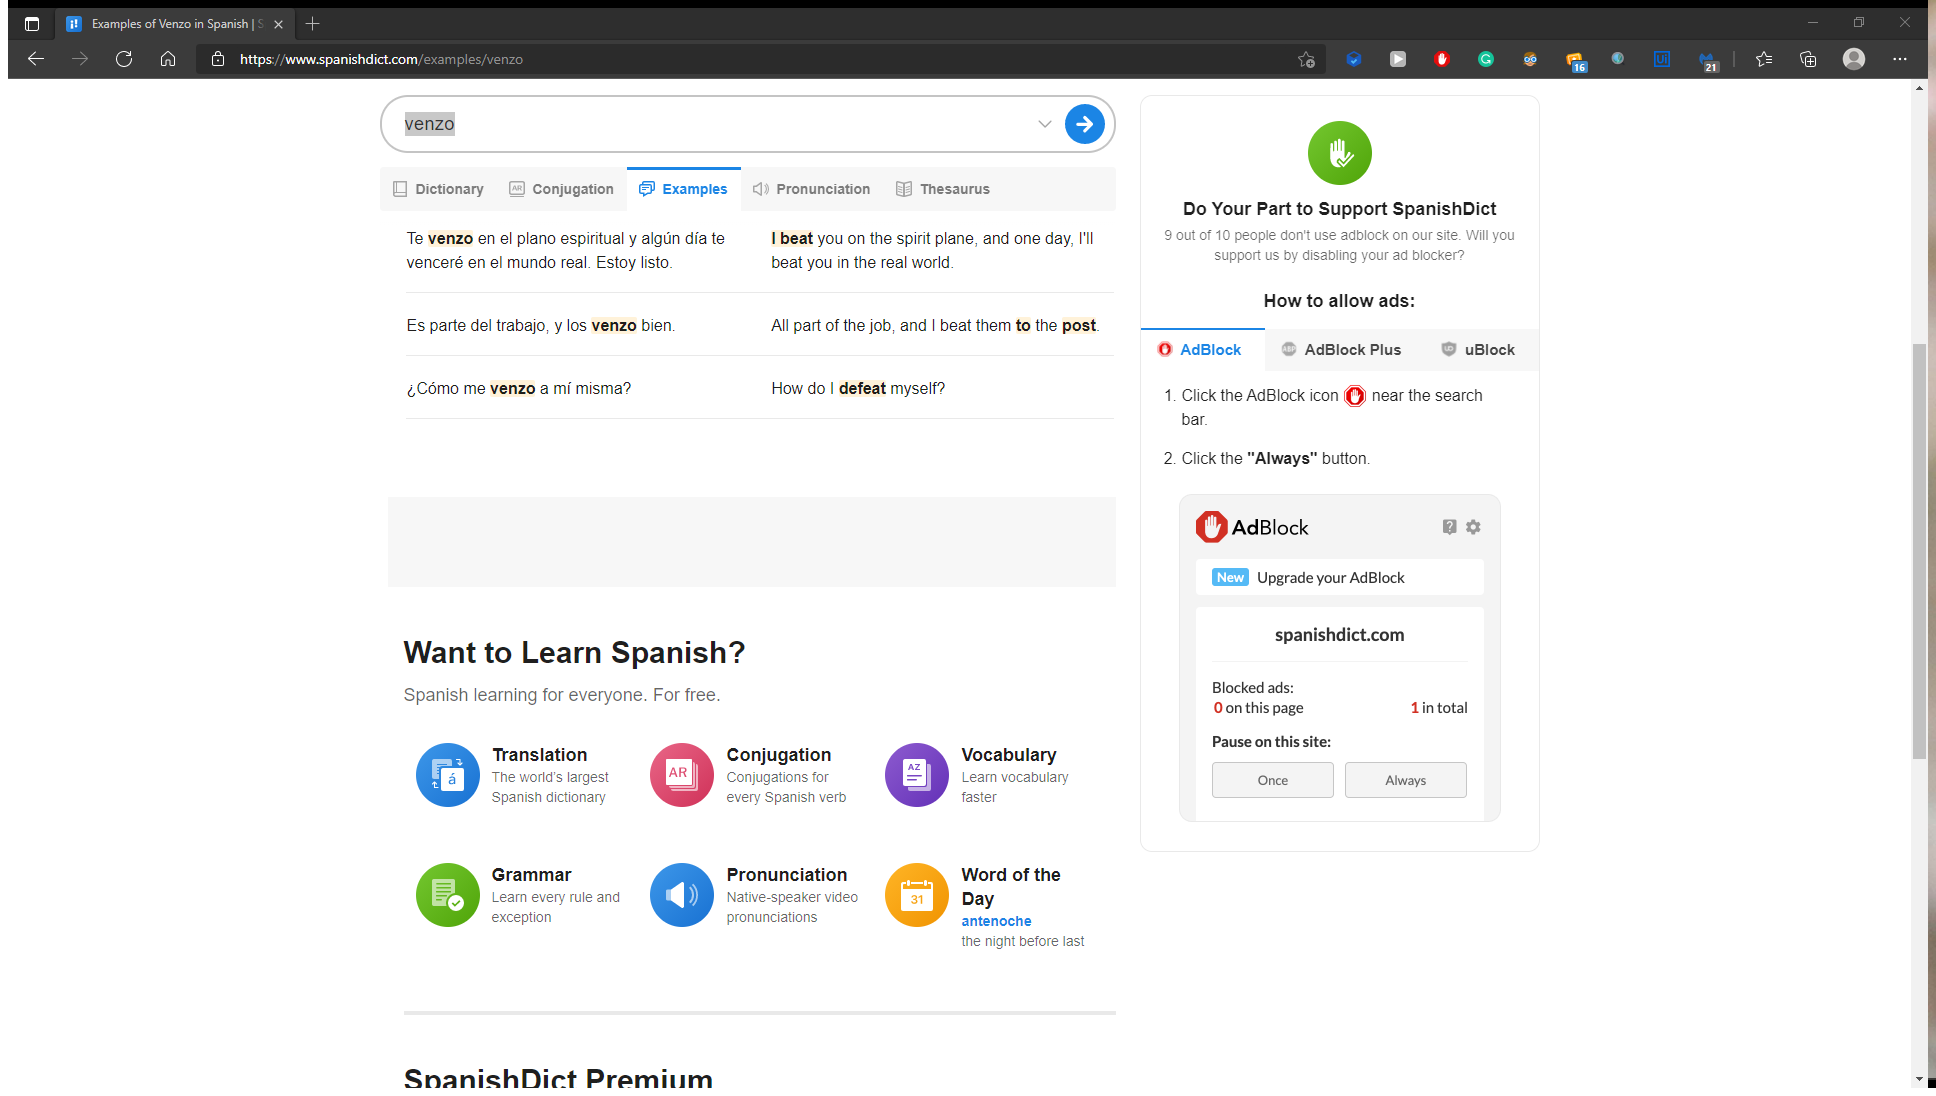 Examples of Venzo in Spanish | S
https://www.spanishdict.com/examples/venzo
16
21
venzo
Dictionary
Conjugation
Examples
Pronunciation
Thesaurus
Te venzo en el plano espiritual y algún día te
venceré en el mundo real. Estoy listo.
I beat you on the spirit plane, and one day, I'll
beat you in the real world.
Es parte del trabajo, y los venzo bien.
All part of the job, and I beat them to the post.
¿Cómo me venzo a mí misma?
How do I defeat myself?
Want to Learn Spanish?
Spanish learning for everyone. For free.
Translation
The world's largest
Spanish dictionary
AR
Conjugation
Conjugations for
every Spanish verb
AZ
Vocabulary
Learn vocabulary
faster
Grammar
Learn every rule and
exception
Pronunciation
Native-speaker video
pronunciations
31
Word of the
Day
antenoche
the night before last
SpanishDict Premium
Do Your Part to Support SpanishDict
9 out of 10 people don't use adblock on our site. Will you
support us by disabling your ad blocker?
How to allow ads:
AdBlock
AdBlock Plus
uBlock
1. Click the AdBlock icon near the search
bar.
2. Click the "Always" button.
AdBlock
New Upgrade your AdBlock
spanishdict.com
Blocked ads:
0 on this page
1 in total
Pause on this site:
Once
Always